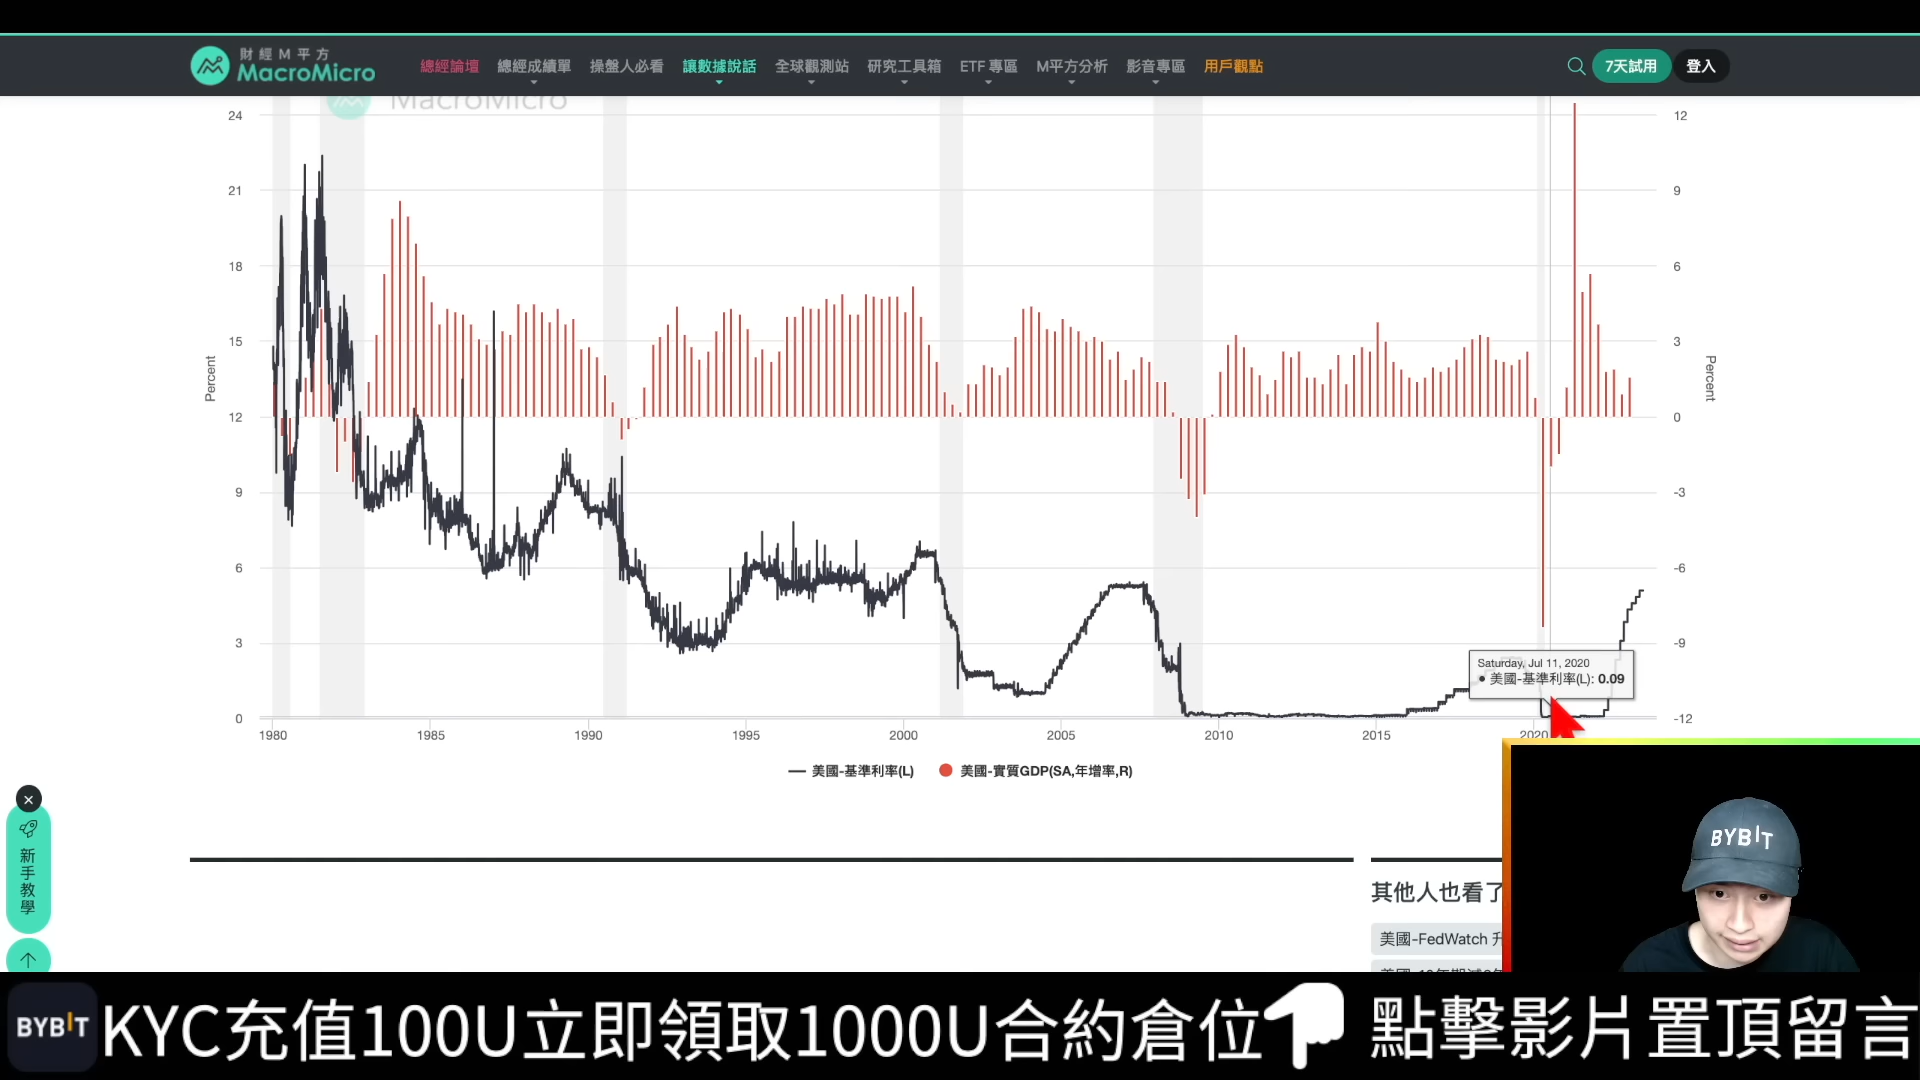 財經M平方
MacroMicro
總經論壇 總經成績單 操盤人必看 讓數據說話 全球觀測站 研究工具箱 ETF 專區 M平方分析 影音專區 用戶觀點
7天試用 登入
MacroMicro
24 12
21 9
18 6
15 3
12 0
9 -3
6 -6
3 -9
0 -12
Percent
Percent
Saturday, Jul 11, 2020
美國-基準利率(L): 0.09
1980 1985 1990 1995 2000 2005 2010 2015 2020
美國-基準利率(L) 美國-實質GDP(SA,年增率,R)
新手教學
其他人也看了
美國-FedWatch
BYBIT
BYBIT KYC充值100U立即領取1000U合約倉位 點擊影片置頂留言